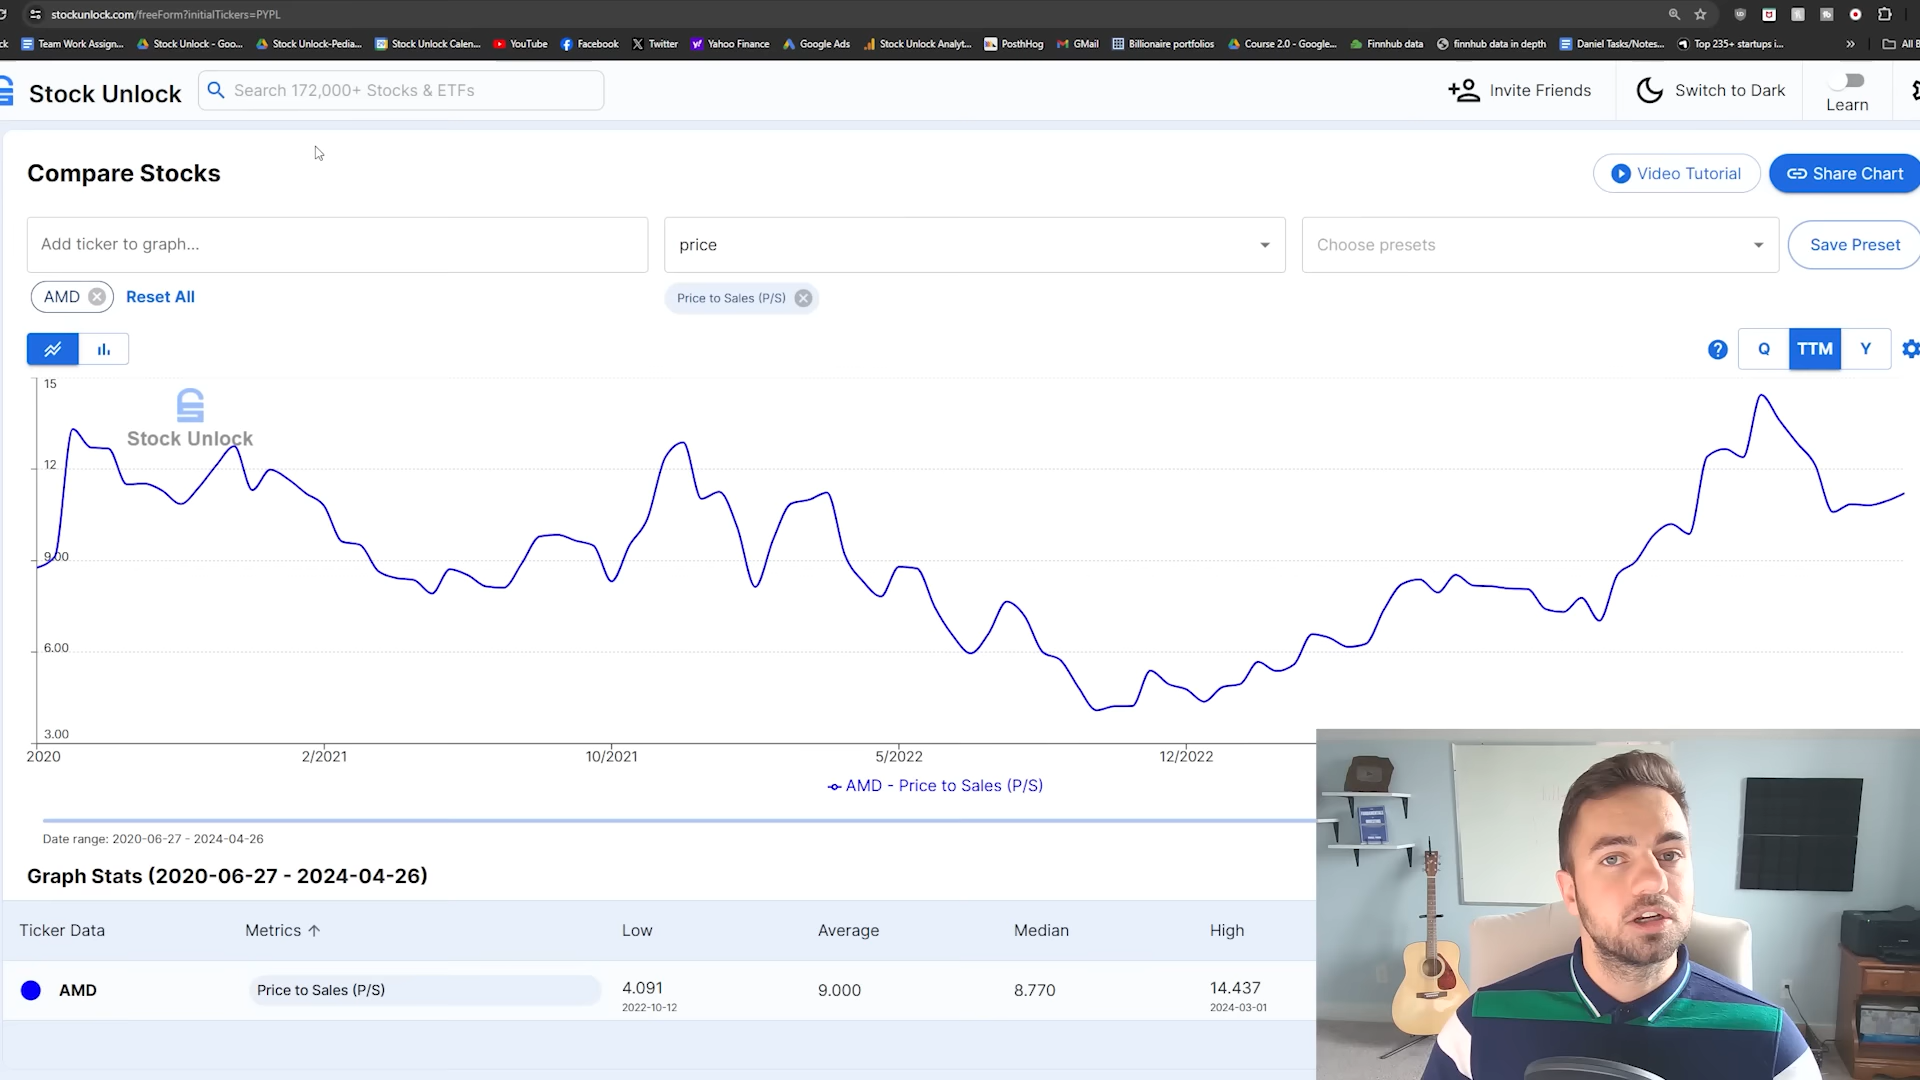 stockunlock.com/freeForm?initialTickers=PYPL
ck Team Work Assign... Stock Unlock - Goo... Stock Unlock-Pedia... Stock Unlock Calen... YouTube Facebook Twitter Yahoo Finance Google Ads Stock Unlock Analyt... PostHog GMail Billionaire portfolios Course 2.0 - Google... Finnhub data finnhub data in depth Daniel Tasks/Notes... Top 235+ startups i... » All B
Stock Unlock Search 172,000+ Stocks & ETFs Invite Friends Switch to Dark Learn
Compare Stocks Video Tutorial Share Chart
Add ticker to graph... price Choose presets Save Preset
AMD Reset All Price to Sales (P/S)
? Q TTM Y
15
Stock Unlock
12
9.00
6.00
3.00
2020 2/2021 10/2021 5/2022 12/2022
AMD - Price to Sales (P/S)
Date range: 2020-06-27 - 2024-04-26
Graph Stats (2020-06-27 - 2024-04-26)
Ticker Data Metrics Low Average Median High
AMD Price to Sales (P/S) 4.091 9.000 8.770 14.437
2022-10-12 2024-03-01